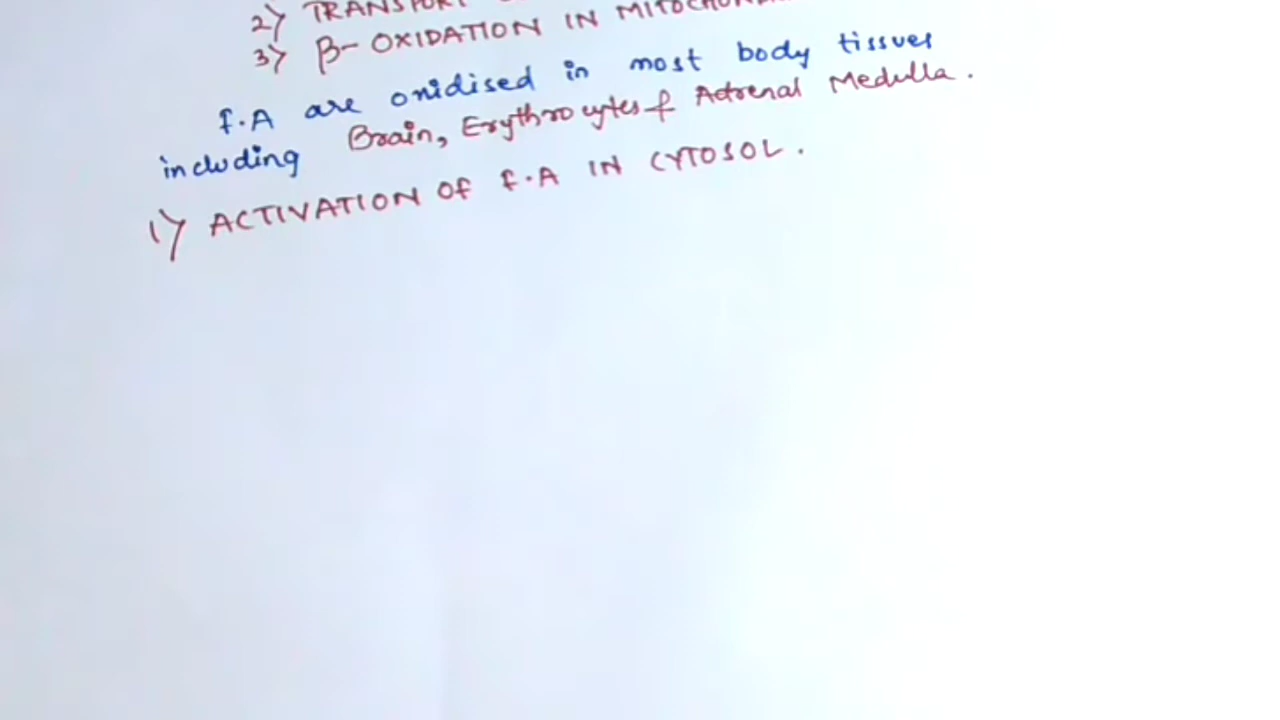 2) TRANSPORT
3) β- OXIDATION IN
f.A are oxidised in most body tissues
including Brain, Erythrocytes & Adrenal Medulla.
1) ACTIVATION OF f.A IN CYTOSOL.